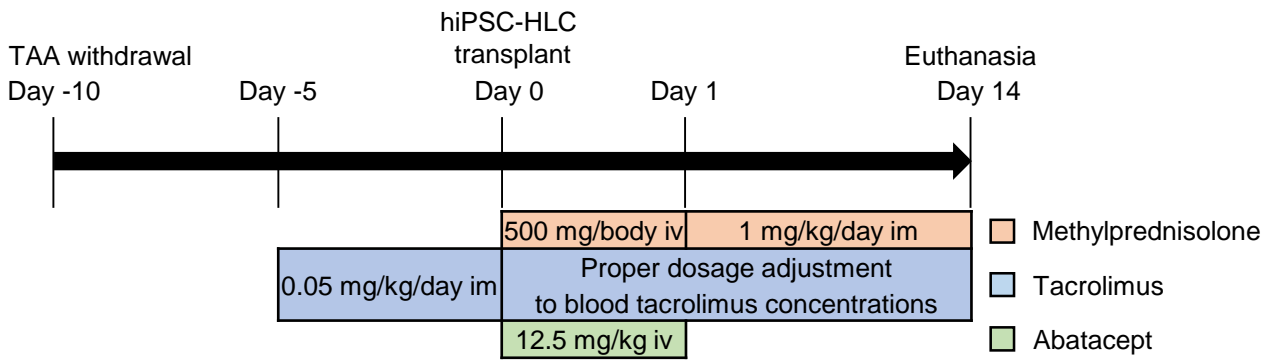 hiPSC-HLC
transplant
TAA withdrawal
Euthanasia
Day -10
Day -5
Day 0
Day 1
Day 14
500 mg/body iv
1 mg/kg/day im
Methylprednisolone
0.05 mg/kg/day im
Proper dosage adjustment
to blood tacrolimus concentrations
Tacrolimus
12.5 mg/kg iv
Abatacept